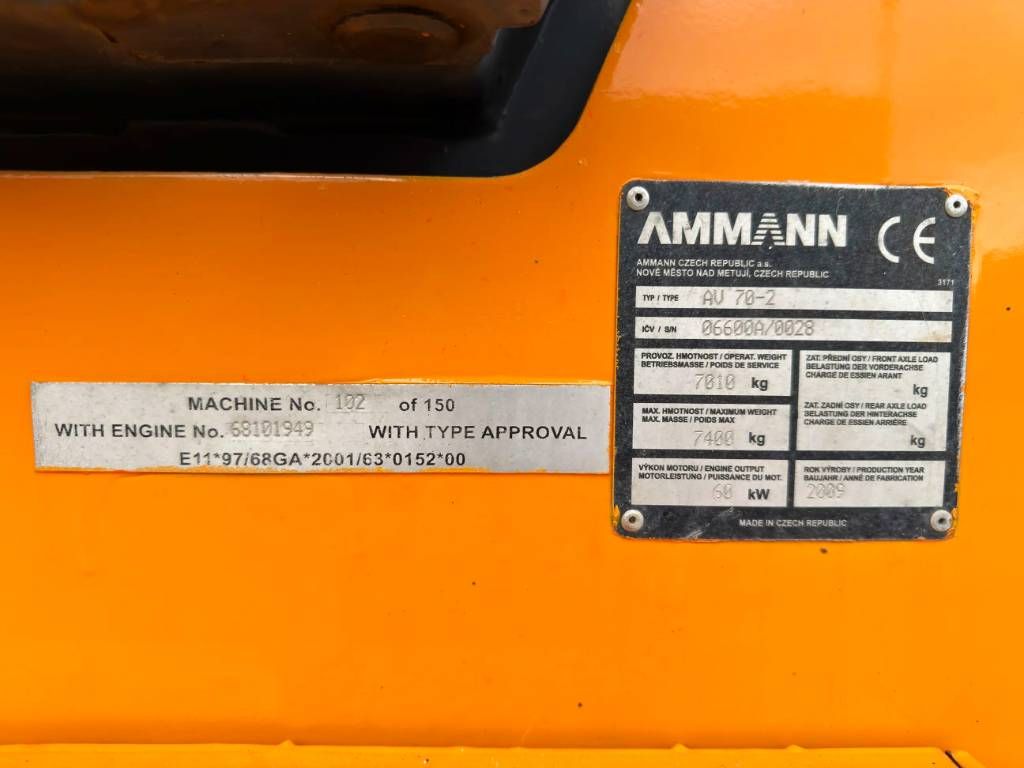 MACHINE No. 102 of 150
WITH ENGINE No. 68101949 WITH TYPE APPROVAL
E11*97/68GA*2001/63*0152*00
AMMANN CE
AMMANN CZECH REPUBLIC a.s.
NOVÉ MĚSTO NAD METUJÍ, CZECH REPUBLIC
3171
TYP / TYPE AV 70-2
IČV / S/N 06600A/0028
PROVOZ. HMOTNOST / OPERAT. WEIGHT
BETRIEBSMASSE / POIDS DE SERVICE
7010 kg
ZAT. PŘEDNÍ OSY / FRONT AXLE LOAD
BELASTUNG DER VORDERACHSE
CHARGE DE ESSIEN ARANT
kg
MAX. HMOTNOST / MAXIMUM WEIGHT
MAX. MASSE / POIDS MAX
7400 kg
ZAT. ZADNÍ OSY / REAR AXLE LOAD
BELASTUNG DER HINTERACHSE
CHARGE DE ESSIEN ARRIÉRE
kg
VÝKON MOTORU / ENGINE OUTPUT
MOTORLEISTUNG / PUISSANCE DU MOT.
60 kW
ROK VÝROBY / PRODUCTION YEAR
BAUJAHR / ANNÉ DE FABRICATION
2009
MADE IN CZECH REPUBLIC